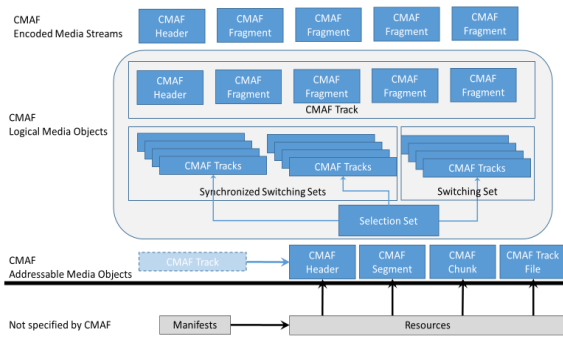 CMAF
Encoded Media Streams
CMAF
Header
CMAF
Fragment
CMAF
Fragment
CMAF
Fragment
CMAF
Fragment
CMAF
Logical Media Objects
CMAF
Header
CMAF
Fragment
CMAF
Fragment
CMAF
Fragment
CMAF
Fragment
CMAF Track
CMAF Tracks
CMAF Tracks
CMAF Tracks
Synchronized Switching Sets
Switching Set
Selection Set
CMAF
Addressable Media Objects
CMAF Track
CMAF
Header
CMAF
Segment
CMAF
Chunk
CMAF Track
File
Not specified by CMAF
Manifests
Resources